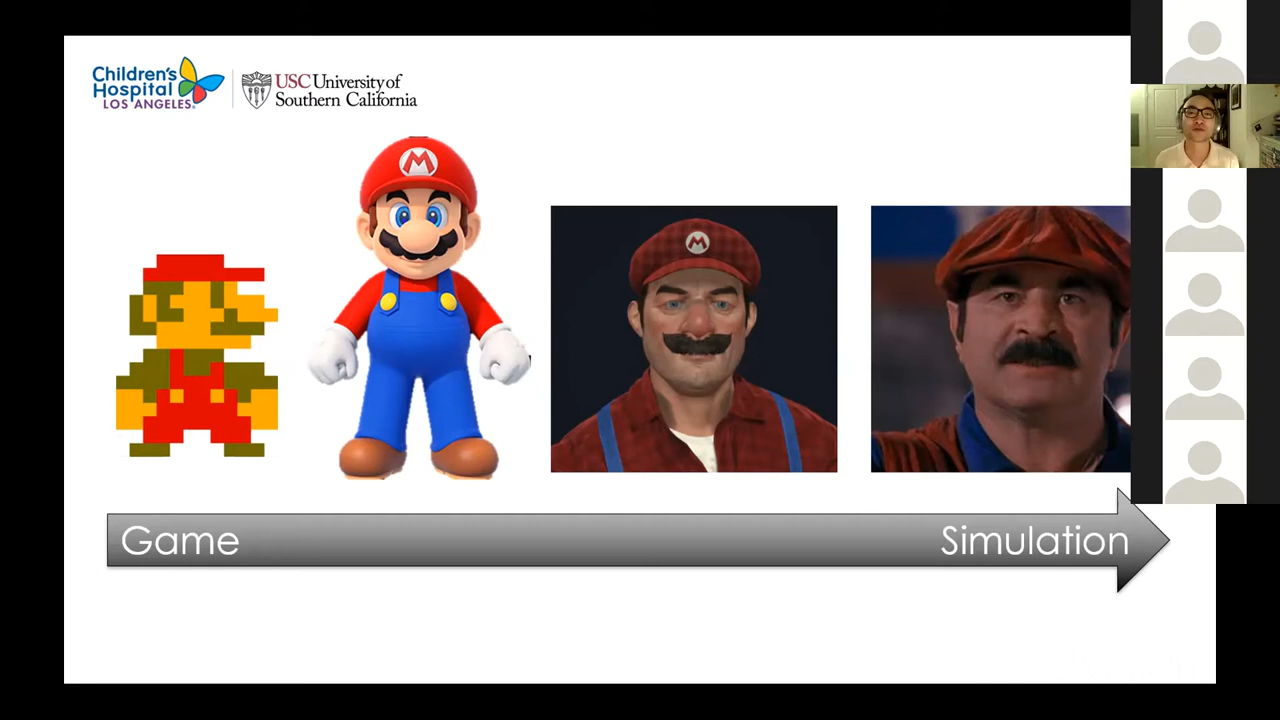 Children's
Hospital
LOS ANGELES
USC University of
Southern California
M
M
Game
Simulation